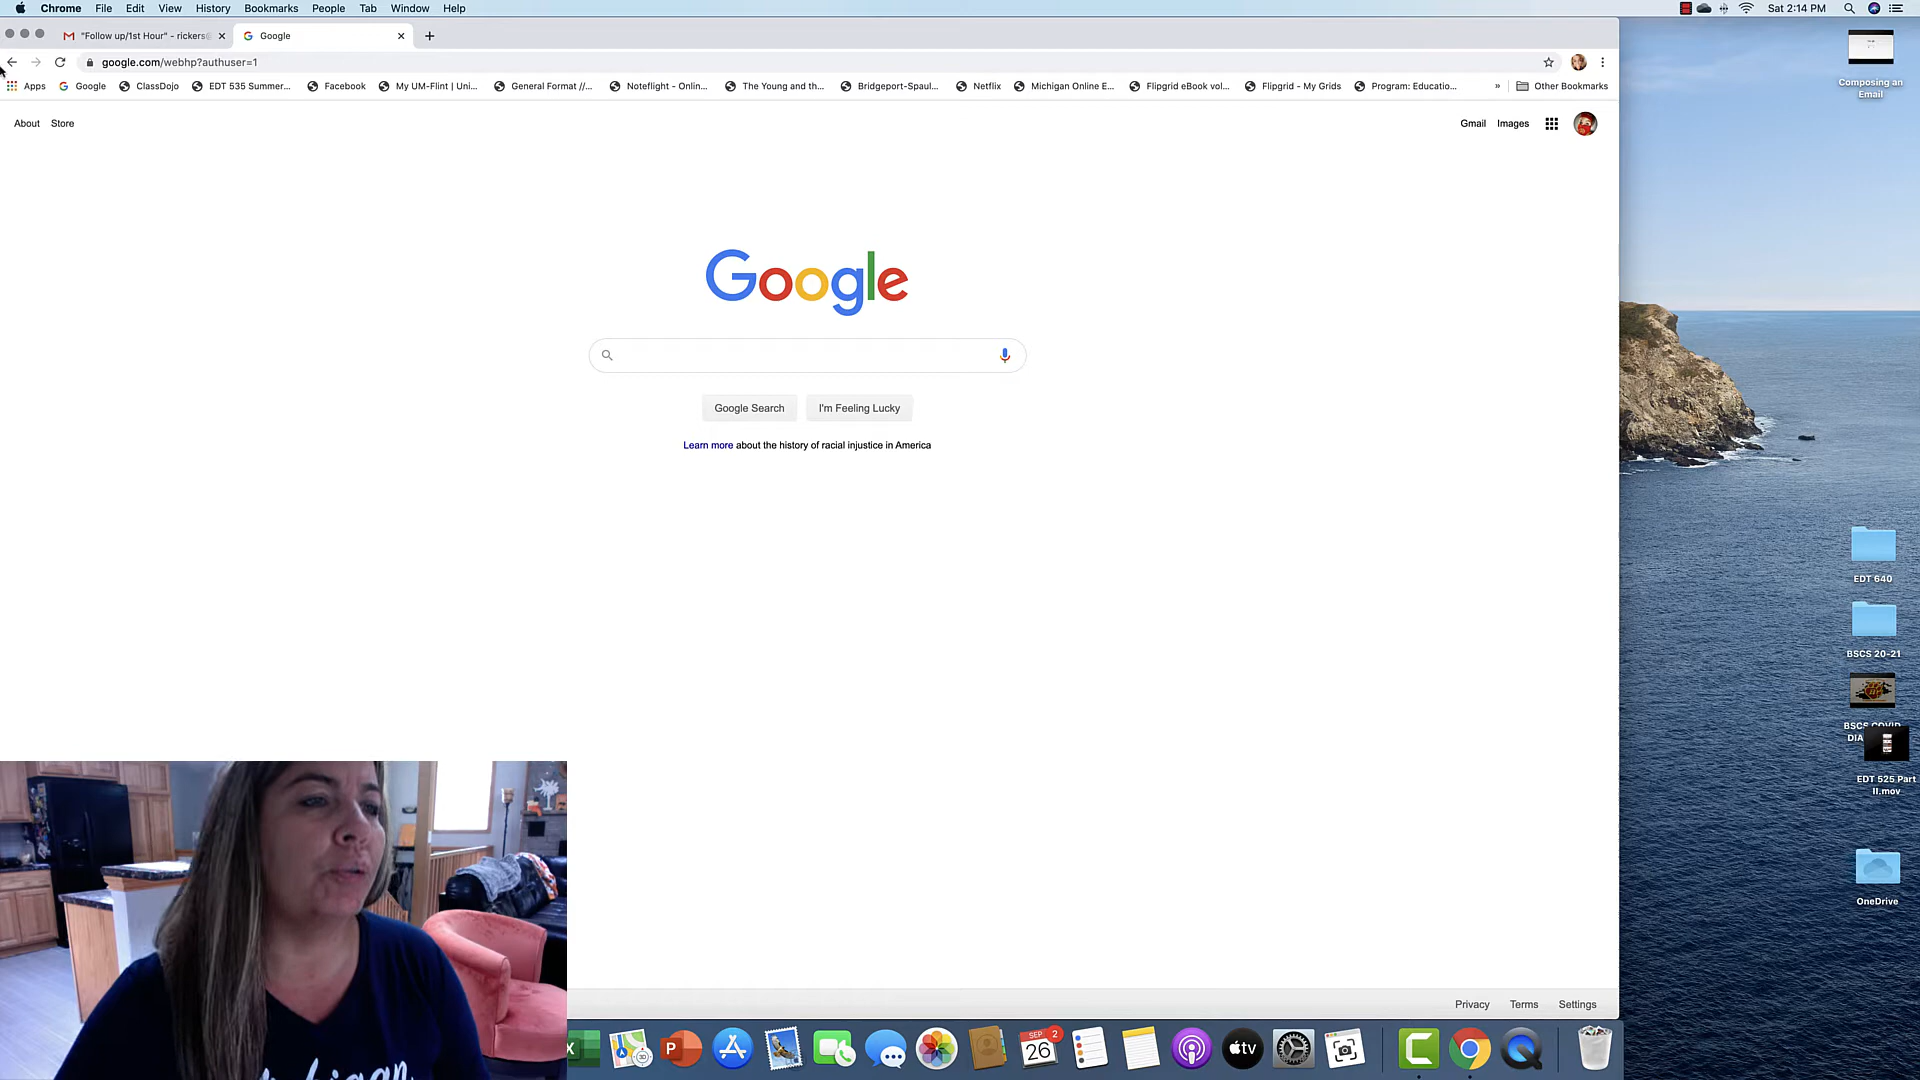 Chrome File Edit View History Bookmarks People Tab Window Help
Sat 2:14 PM
"Follow up/1st Hour" - rickers@
Google
google.com/webhp?authuser=1
Apps Google ClassDojo EDT 535 Summer... Facebook My UM-Flint | Uni... General Format //... Noteflight - Onlin... The Young and th... Bridgeport-Spaul... Netflix Michigan Online E... Flipgrid eBook vol... Flipgrid - My Grids Program: Educatio... » Other Bookmarks
About Store
Gmail Images
Google
Google Search
I'm Feeling Lucky
Learn more about the history of racial injustice in America
Privacy Terms Settings
Composing an
Email
EDT 640
BSCS 20-21
BSCS COVID
DIA
EDT 525 Part
II.mov
OneDrive
X
3D
P
SEP
26
2
tv
C